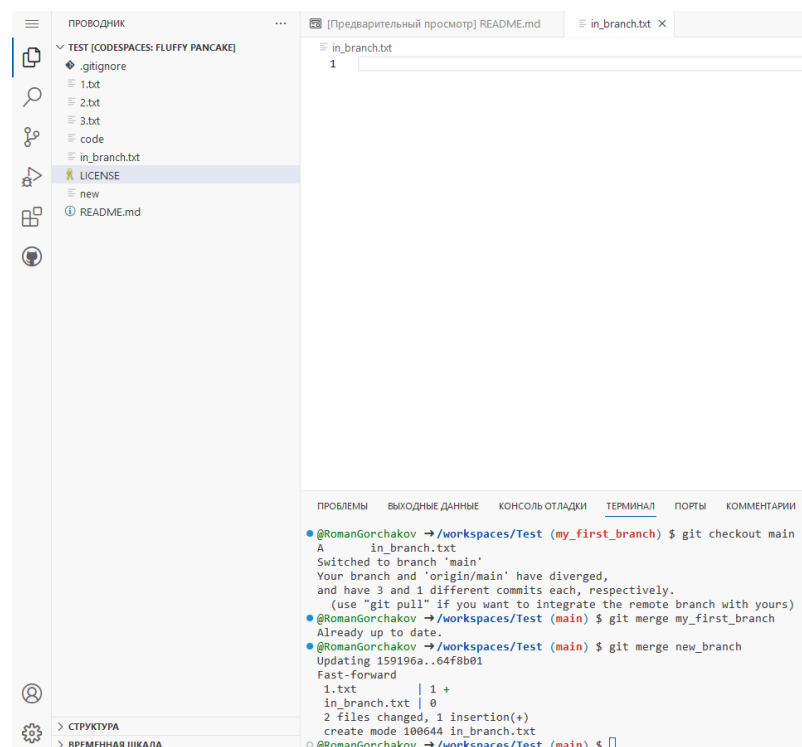 ПРОВОДНИК ...
TEST [CODESPACES: FLUFFY PANCAKE]
.gitignore
1.txt
2.txt
3.txt
code
in_branch.txt
LICENSE
new
README.md
СТРУКТУРА
ВРЕМЕННАЯ ШКАЛА
[Предварительный просмотр] README.md
in_branch.txt
in_branch.txt
1
ПРОБЛЕМЫ ВЫХОДНЫЕ ДАННЫЕ КОНСОЛЬ ОТЛАДКИ ТЕРМИНАЛ ПОРТЫ КОММЕНТАРИИ
@RomanGorchakov → /workspaces/Test (my_first_branch) $ git checkout main
A in_branch.txt
Switched to branch 'main'
Your branch and 'origin/main' have diverged,
and have 3 and 1 different commits each, respectively.
(use "git pull" if you want to integrate the remote branch with yours)
@RomanGorchakov → /workspaces/Test (main) $ git merge my_first_branch
Already up to date.
@RomanGorchakov → /workspaces/Test (main) $ git merge new_branch
Updating 159196a..64f8b01
Fast-forward
1.txt | 1 +
in_branch.txt | 0
2 files changed, 1 insertion(+)
create mode 100644 in_branch.txt
@RomanGorchakov → /workspaces/Test (main) $